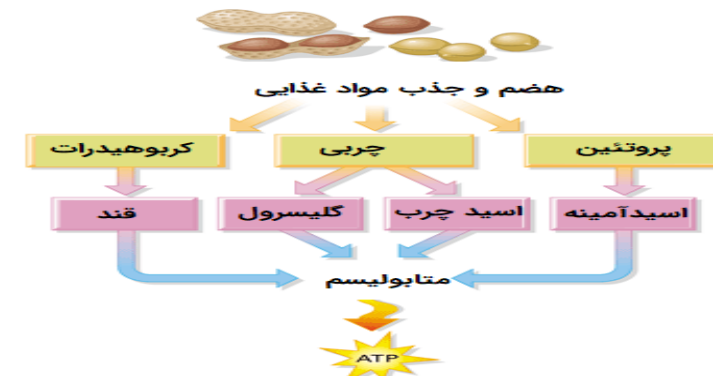 هضم و جذب مواد غذایی
پروتئین
چربی
کربوهیدرات
اسیدآمینه
اسید چرب
گلیسرول
قند
متابولیسم
ATP